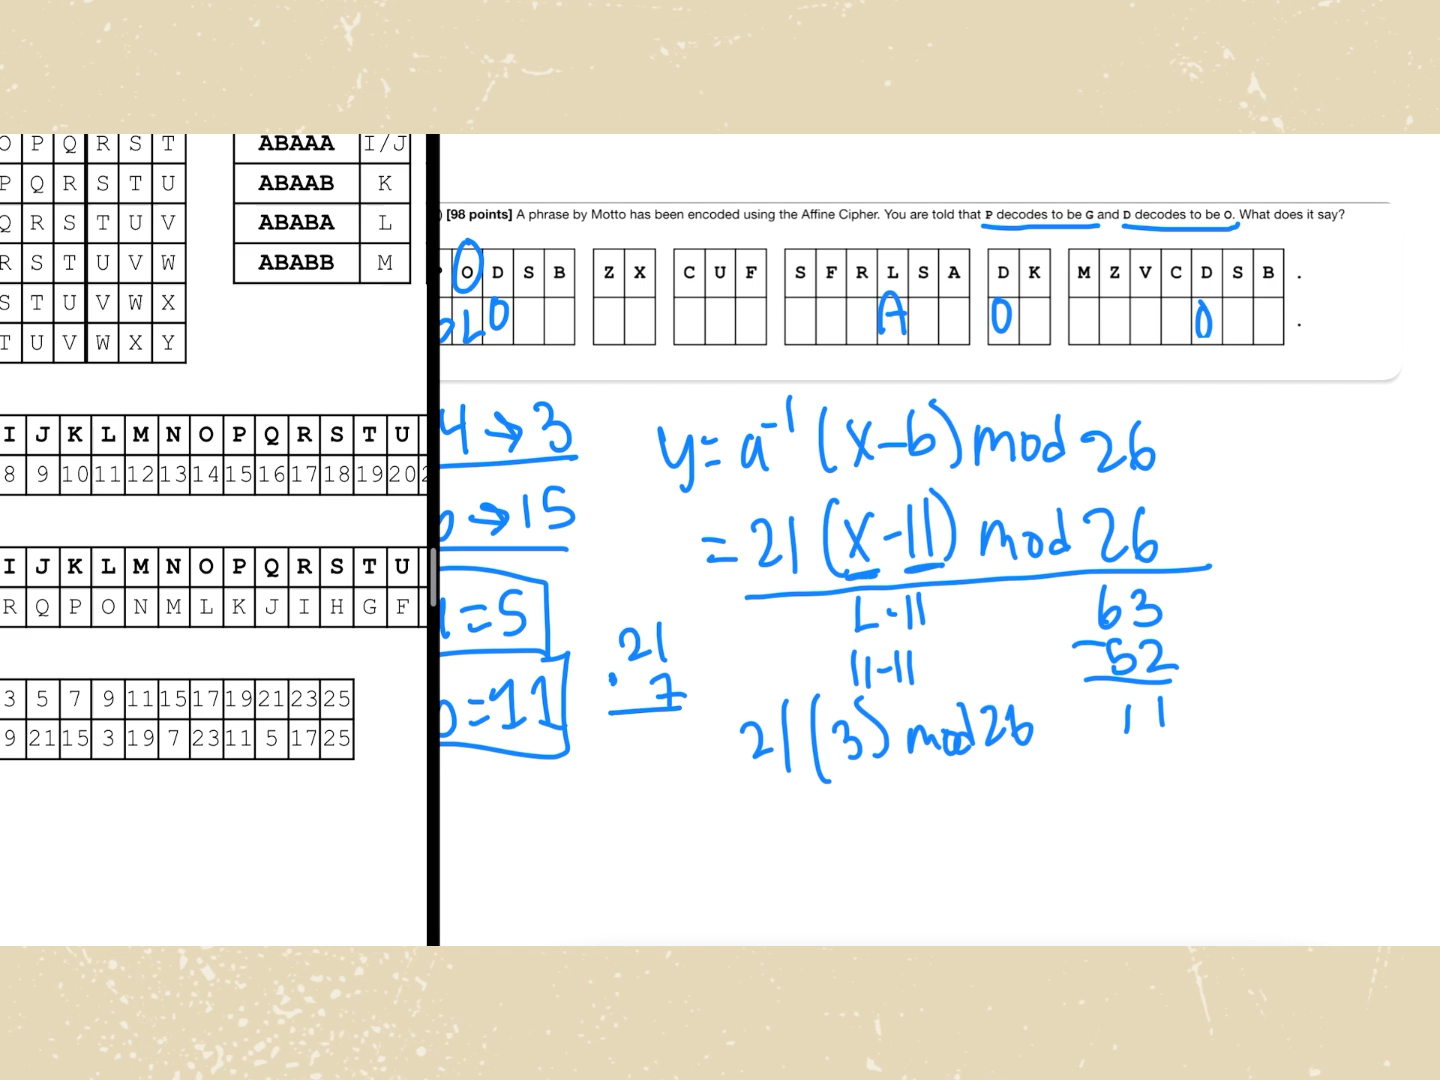 O P Q R S T
P Q R S T U
Q R S T U V
R S T U V W
S T U V W X
T U V W X Y
ABAAA I/J
ABAAB K
ABABA L
ABABB M
I J K L M N O P Q R S T U
8 9 10 11 12 13 14 15 16 17 18 19 20 2
I J K L M N O P Q R S T U
R Q P O N M L K J I H G F
3 5 7 9 11 15 17 19 21 23 25
9 21 15 3 19 7 23 11 5 17 25
) [98 points] A phrase by Motto has been encoded using the Affine Cipher. You are told that P decodes to be G and D decodes to be O. What does it say?
O D S B Z X C U F S F R L S A D K M Z V C D S B .
L O A O O .
4 → 3
→ 15
= 5
= 11
y = a⁻¹ (x-b) mod 26
= 21 (x-11) mod 26
L - 11
11-11
21 (3) mod 26
21
· 7
63
- 52
11